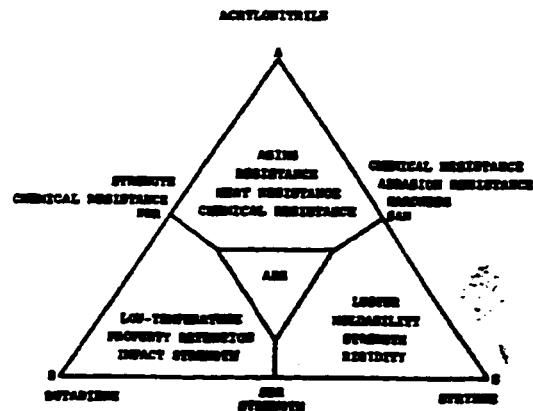 ACRYLONITRILE
A
AGING
RESISTANCE
HEAT RESISTANCE
CHEMICAL RESISTANCE
STRENGTH
CHEMICAL RESISTANCE
NBR
CHEMICAL RESISTANCE
ABRASION RESISTANCE
HARDNESS
SAN
ABS
LOW-TEMPERATURE
PROPERTY RETENTION
IMPACT STRENGTH
LUSTER
MOLDABILITY
STRENGTH
RIGIDITY
B
S
BUTADIENE
SBR
STRENGTH
STYRENE